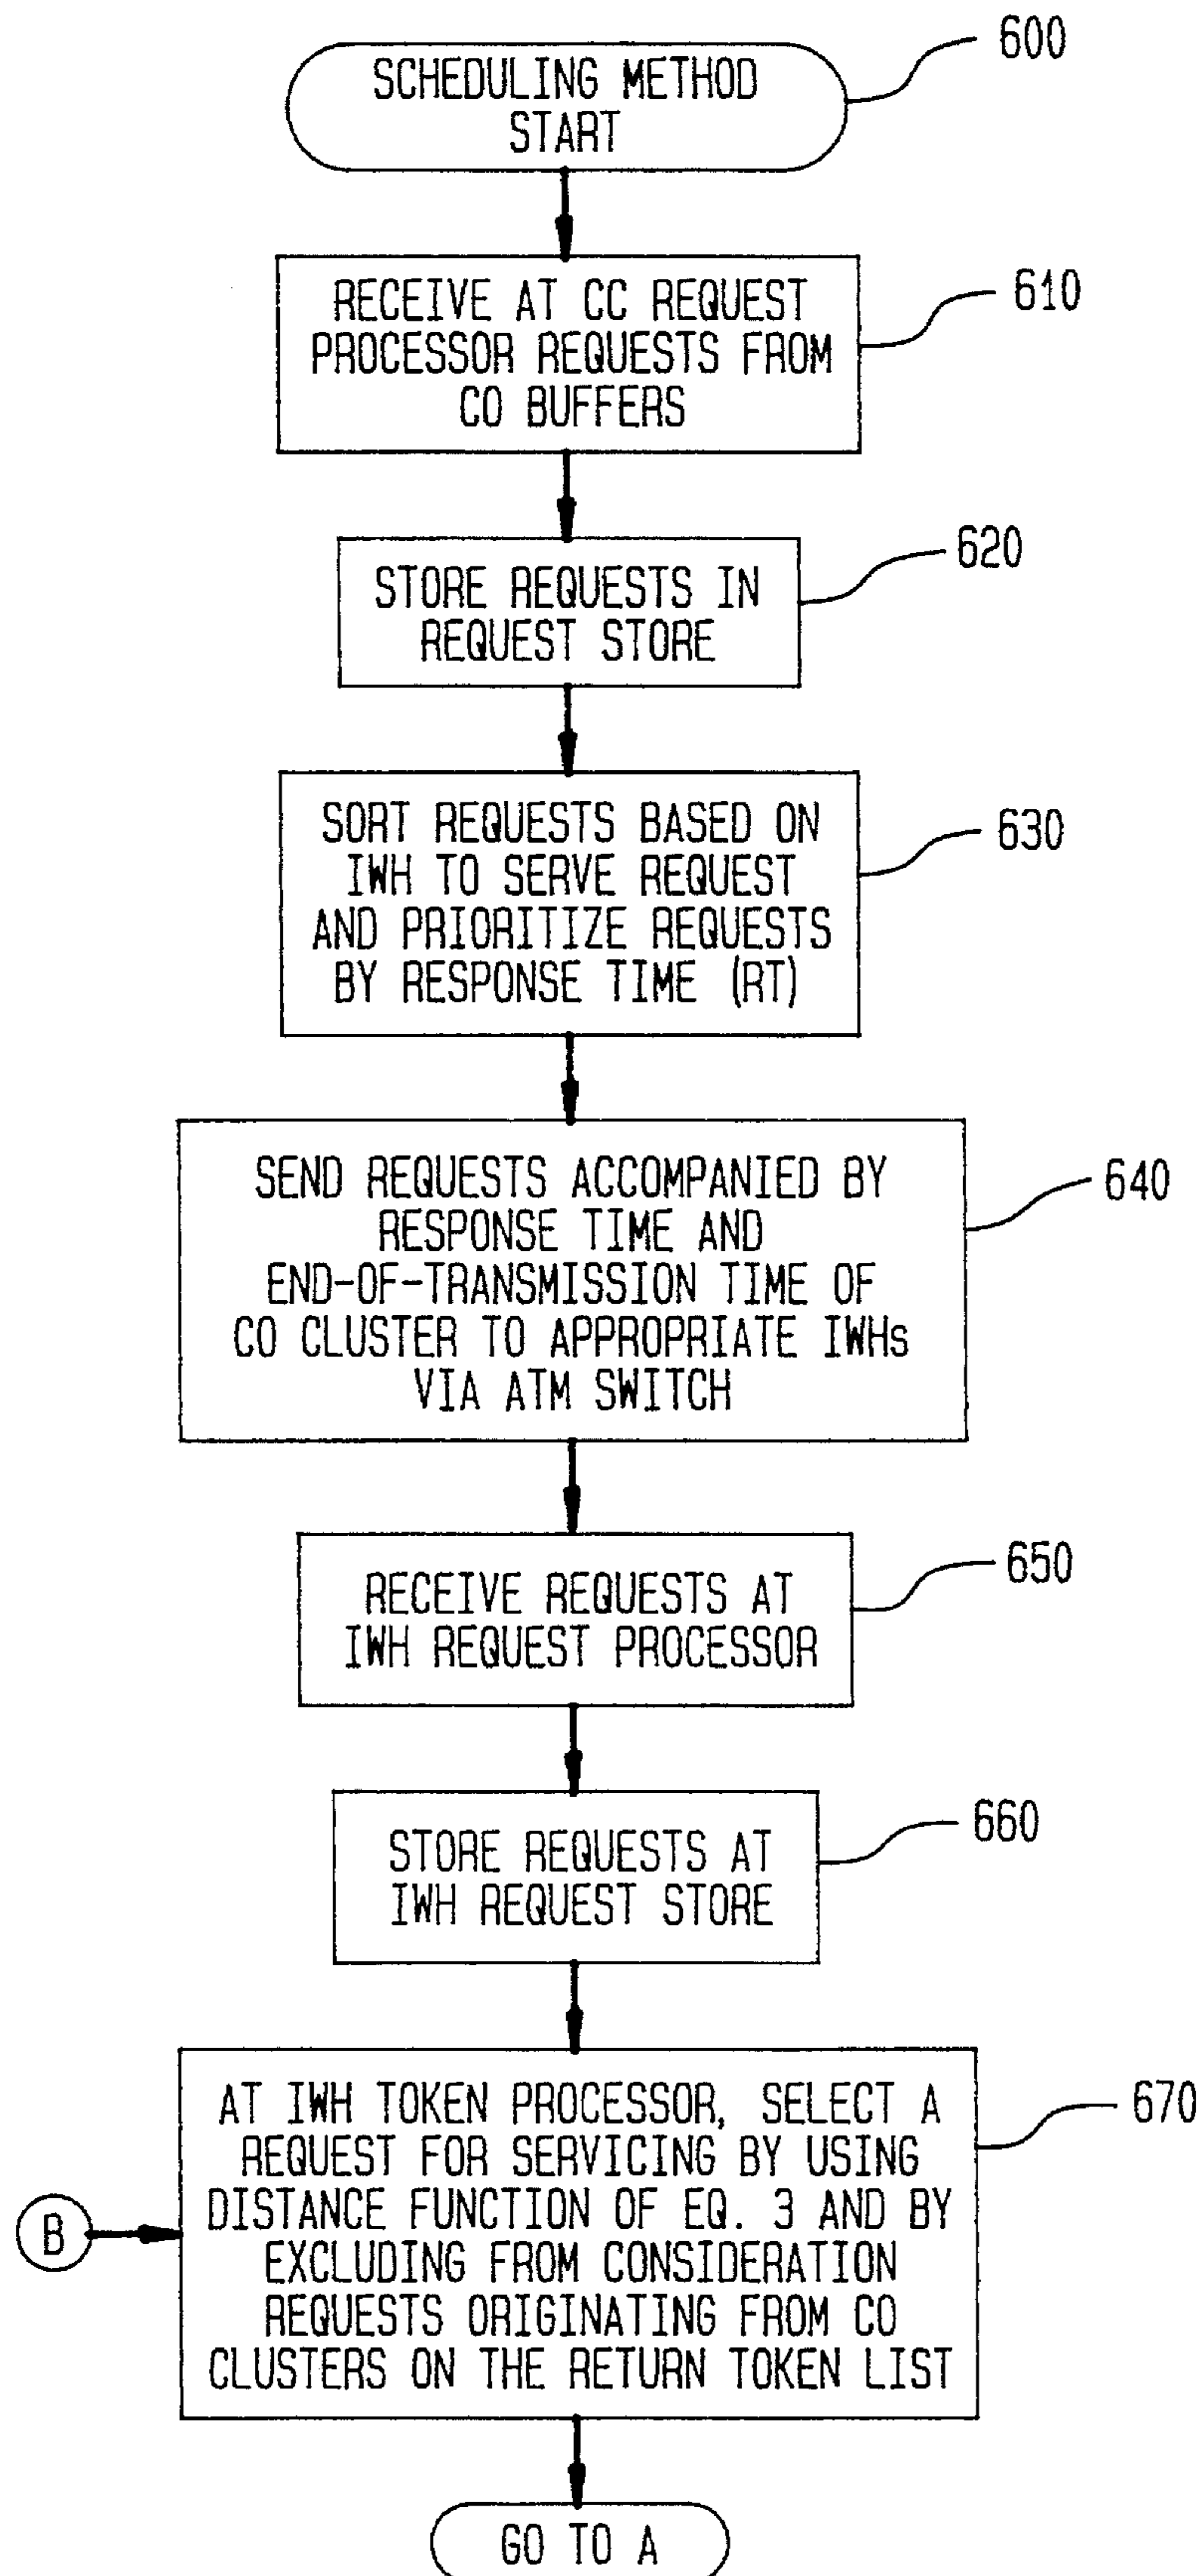 SCHEDULING METHOD
START
600
RECEIVE AT CC REQUEST
PROCESSOR REQUESTS FROM
CO BUFFERS
610
STORE REQUESTS IN
REQUEST STORE
620
SORT REQUESTS BASED ON
IWH TO SERVE REQUEST
AND PRIORITIZE REQUESTS
BY RESPONSE TIME (RT)
630
SEND REQUESTS ACCOMPANIED BY
RESPONSE TIME AND
END-OF-TRANSMISSION TIME OF
CO CLUSTER TO APPROPRIATE IWHs
VIA ATM SWITCH
640
RECEIVE REQUESTS AT
IWH REQUEST PROCESSOR
650
STORE REQUESTS AT
IWH REQUEST STORE
660
AT IWH TOKEN PROCESSOR, SELECT A
REQUEST FOR SERVICING BY USING
DISTANCE FUNCTION OF EQ. 3 AND BY
EXCLUDING FROM CONSIDERATION
REQUESTS ORIGINATING FROM CO
CLUSTERS ON THE RETURN TOKEN LIST
670
B
GO TO A